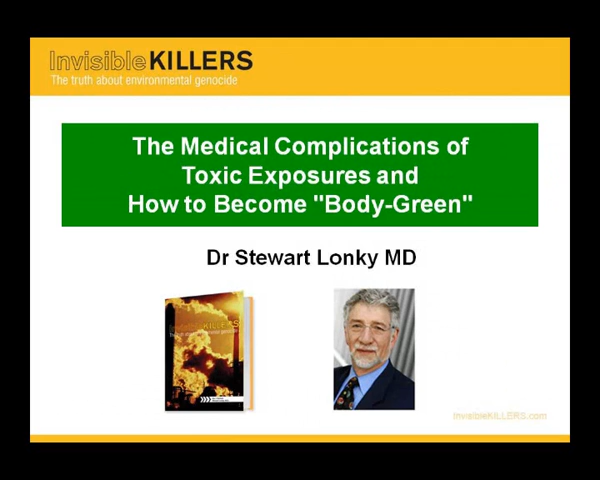 InvisibleKILLERS
The truth about environmental genocide
The Medical Complications of
Toxic Exposures and
How to Become "Body-Green"
Dr Stewart Lonky MD
InvisibleKILLERS
InvisibleKILLERS.com